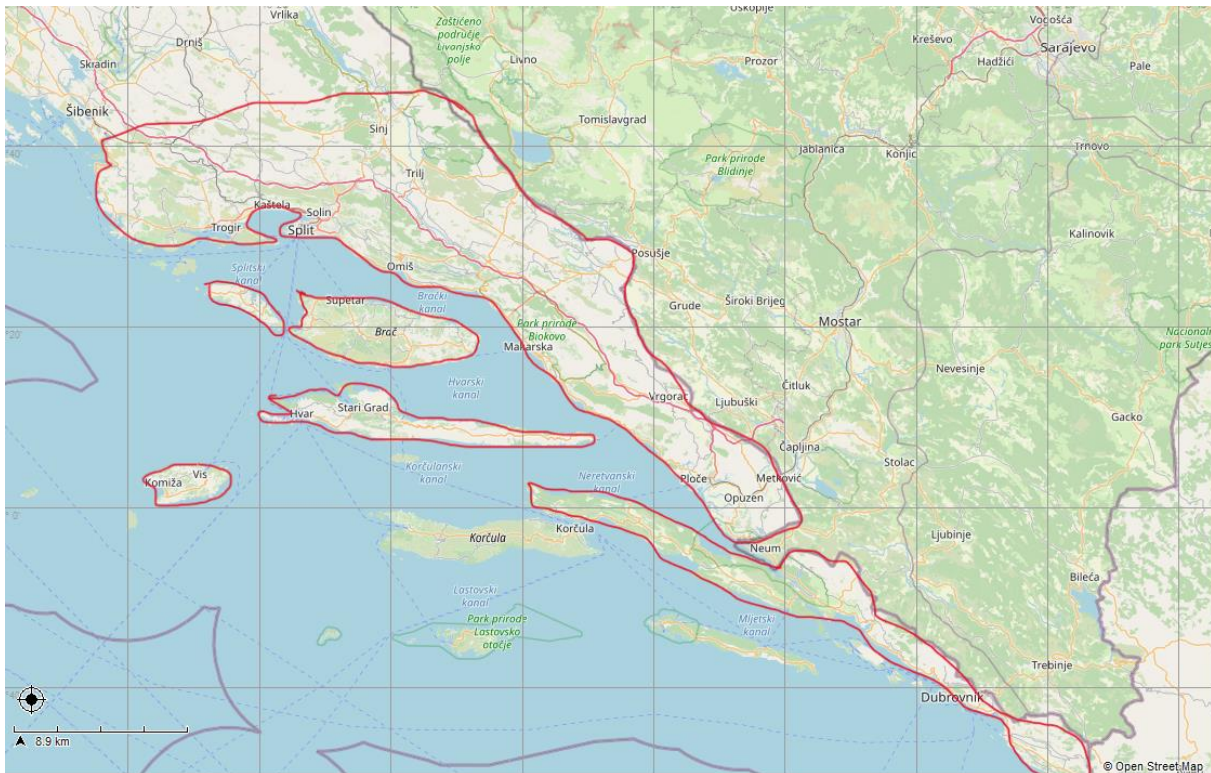 Vrlika
Drniš
Skradin
Šibenik
Zaštićeno
područje
Livanjsko
polje
Livno
Uskoplje
Prozor
Kreševo
Vogošća
Sarajevo
Hadžići
Pale
Sinj
Tomislavgrad
Trilj
Jablanica
Konjic
Trnovo
Park prirode
Blidinje
40'
Kaštela
Solin
Trogir
Split
Kalinovik
Omiš
Posušje
Splitski
kanal
Brački
kanal
Supetar
Brač
Grude
Široki Brijeg
Mostar
20'
Park prirode
Biokovo
Makarska
Nacionalni
park Sutjes
Nevesinje
Hvarski
kanal
Vrgorac
Ljubuški
Čitluk
Hvar
Stari Grad
Gacko
Čapljina
Stolac
Korčulanski
kanal
Neretvanski
kanal
Ploče
Metković
Vis
Komiža
Opuzen
° 0'
Korčula
Korčula
Neum
Ljubinje
Bileća
Lastovski
kanal
Park prirode
Lastovsko
otočje
Mljetski
kanal
Trebinje
Dubrovnik
8.9 km
© Open Street Map